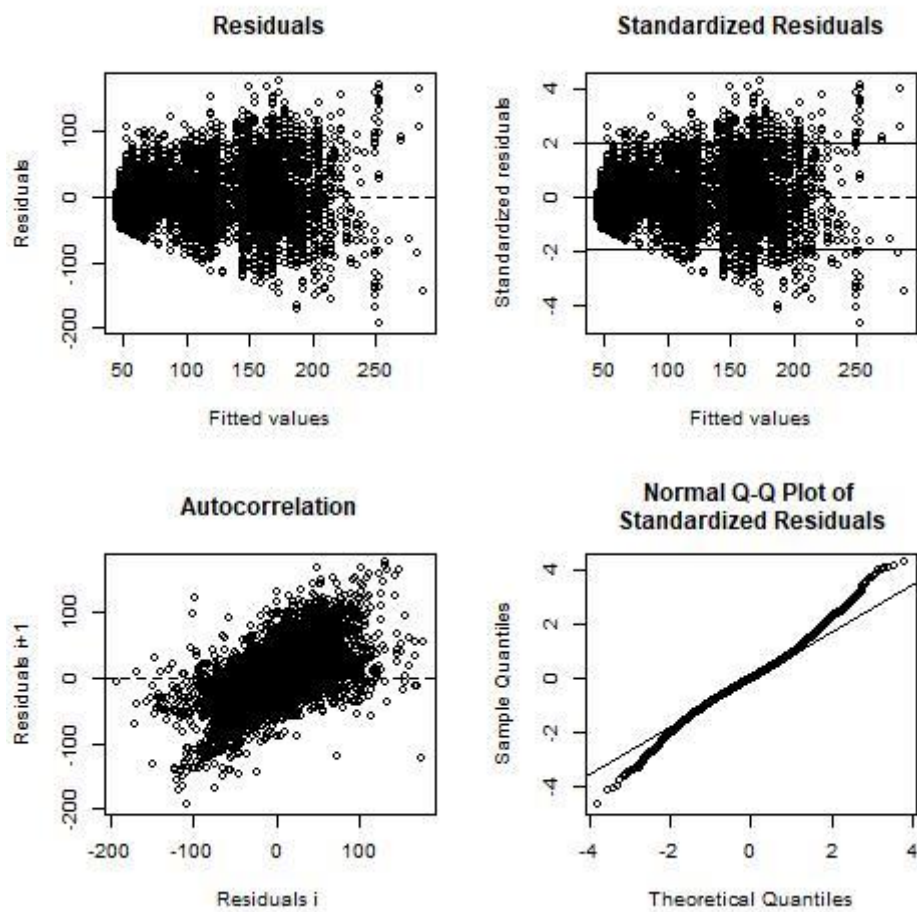 Residuals
Residuals
100
0
-100
-200
50
100
150
200
250
Fitted values
Standardized Residuals
Standardized residuals
4
2
0
-2
-4
50
100
150
200
250
Fitted values
Autocorrelation
Residuals i+1
100
0
-100
-200
-200
-100
0
100
Residuals i
Normal Q-Q Plot of
Standardized Residuals
Sample Quantiles
4
2
0
-2
-4
-4
-2
0
2
4
Theoretical Quantiles